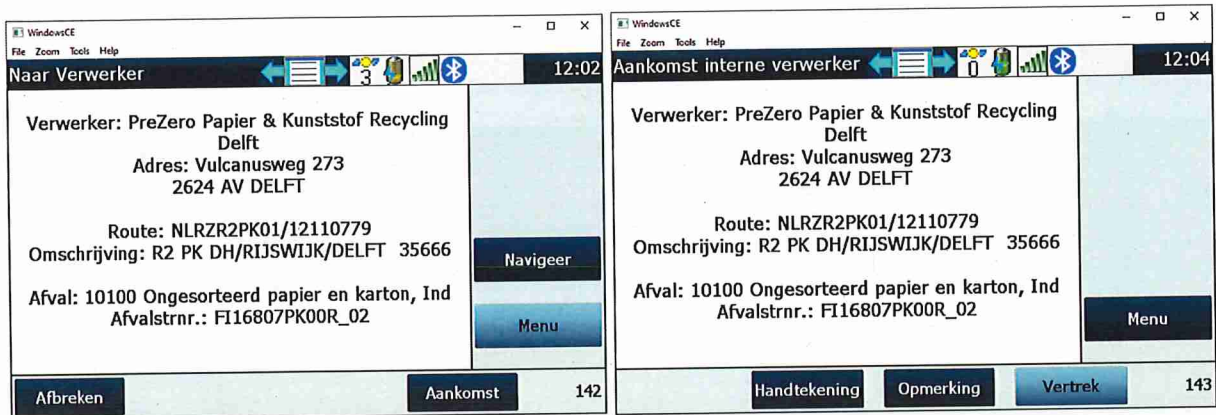 WindowsCE
File Zoom Tools Help
Naar Verwerker 3 12:02
Verwerker: PreZero Papier & Kunststof Recycling
Delft
Adres: Vulcanusweg 273
2624 AV DELFT
Route: NLRZR2PK01/12110779
Omschrijving: R2 PK DH/RIJSWIJK/DELFT 35666
Navigeer
Afval: 10100 Ongesorteerd papier en karton, Ind
Afvalstrnr.: FI16807PK00R_02
Menu
Afbreken Aankomst 142
WindowsCE
File Zoom Tools Help
Aankomst interne verwerker 0 12:04
Verwerker: PreZero Papier & Kunststof Recycling
Delft
Adres: Vulcanusweg 273
2624 AV DELFT
Route: NLRZR2PK01/12110779
Omschrijving: R2 PK DH/RIJSWIJK/DELFT 35666
Afval: 10100 Ongesorteerd papier en karton, Ind
Afvalstrnr.: FI16807PK00R_02
Menu
Handtekening Opmerking Vertrek 143